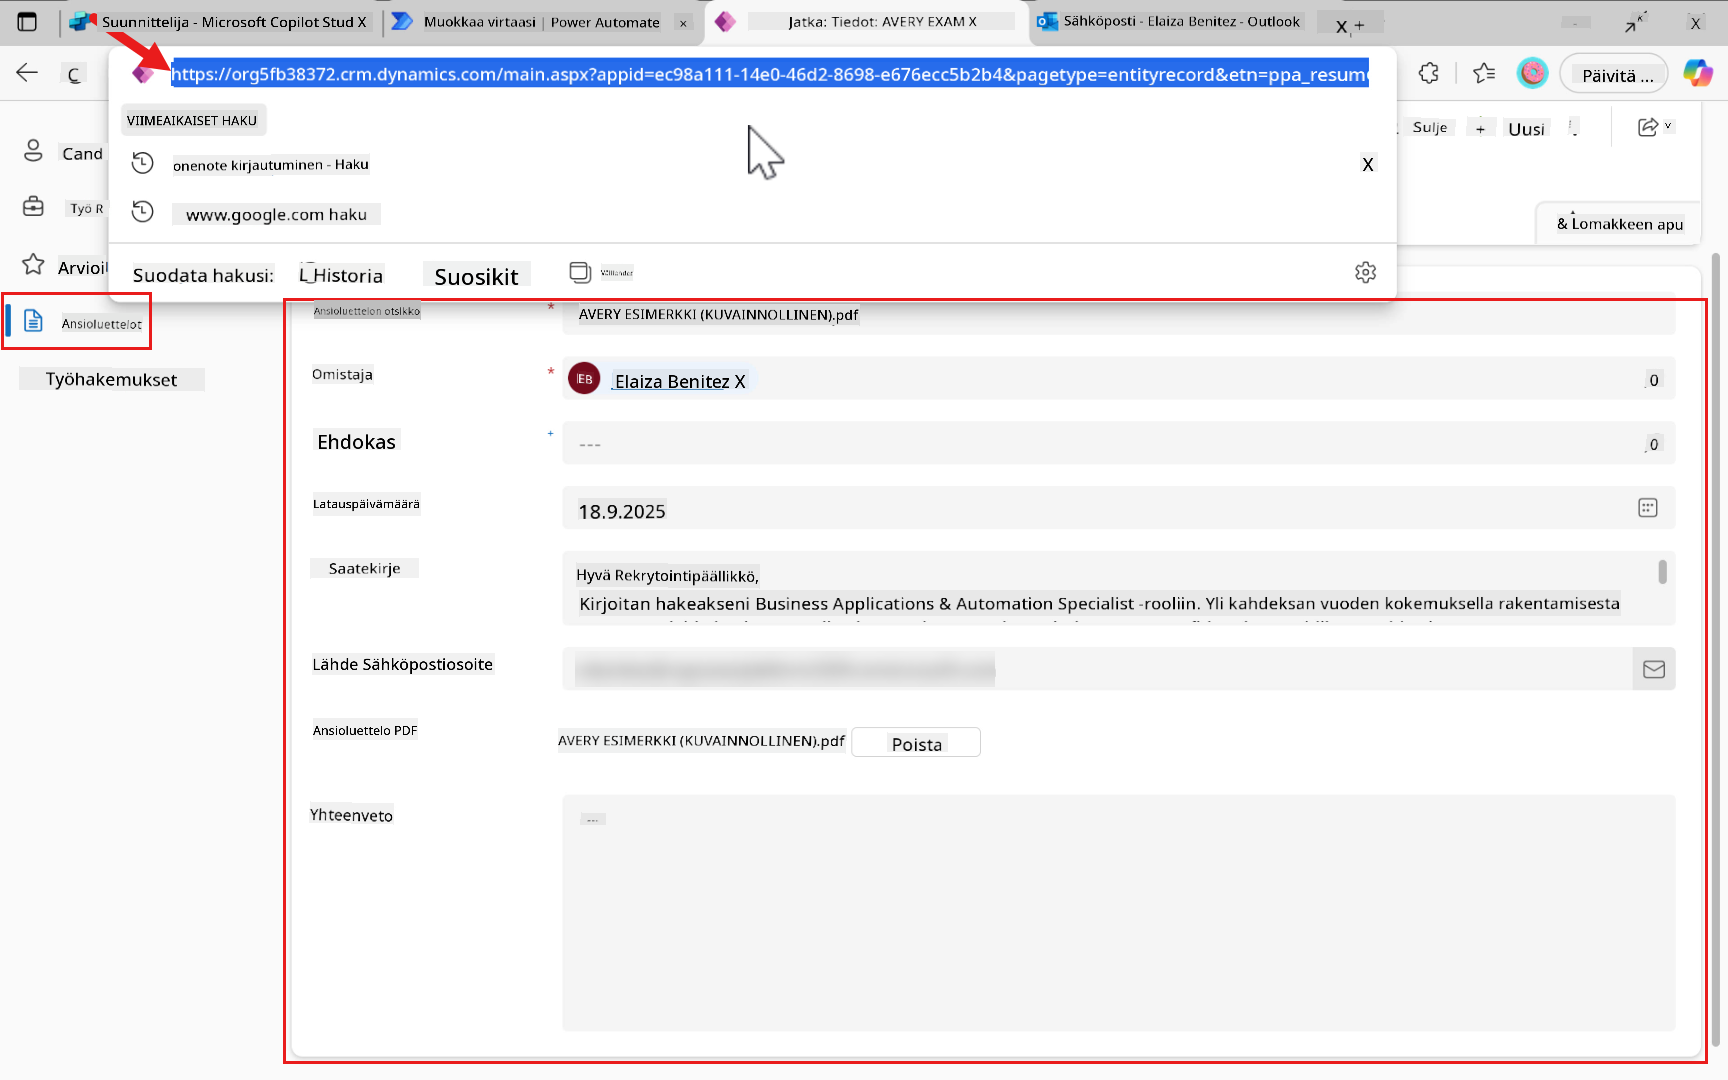 Suunnittelija - Microsoft Copilot Stud X
Muokkaa virtaasi | Power Automate ×
Jatka: Tiedot: AVERY EXAM X
Sähköposti - Elaiza Benitez - Outlook
X +
X
https://org5fb38372.crm.dynamics.com/main.aspx?appid=ec98a111-14e0-46d2-8698-e676ecc5b2b4&pagetype=entityrecord&etn=ppa_resume
Päivitä ...
VIIMEAIKAISET HAKU
onenote kirjautuminen - Haku
X
www.google.com haku
Suodata hakusi:
Historia
Suosikit
Sulje
+ Uusi
& Lomakkeen apu
Cand
Työ R
Arvioi
Ansioluettelot
Työhakemukset
Ansioluettelon otsikko *
AVERY ESIMERKKI (KUVAINNOLLINEN).pdf
Omistaja *
EB Elaiza Benitez X
Ehdokas +
---
Latauspäivämäärä
18.9.2025
Saatekirje
Hyvä Rekrytointipäällikkö,
Kirjoitan hakeakseni Business Applications & Automation Specialist -rooliin. Yli kahdeksan vuoden kokemuksella rakentamisesta
Lähde Sähköpostiosoite
Ansioluettelo PDF
AVERY ESIMERKKI (KUVAINNOLLINEN).pdf
Poista
Yhteenveto
---